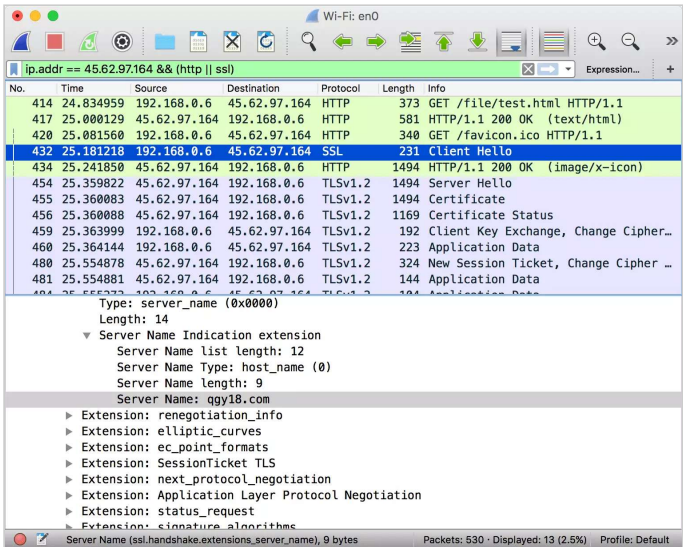 Wi-Fi: en0
ip.addr == 45.62.97.164 && (http || ssl)
Expression... +
No. Time Source Destination Protocol Length Info
414 24.834959 192.168.0.6 45.62.97.164 HTTP 373 GET /file/test.html HTTP/1.1
417 25.000129 45.62.97.164 192.168.0.6 HTTP 581 HTTP/1.1 200 OK (text/html)
420 25.081560 192.168.0.6 45.62.97.164 HTTP 340 GET /favicon.ico HTTP/1.1
432 25.181218 192.168.0.6 45.62.97.164 SSL 231 Client Hello
434 25.241850 45.62.97.164 192.168.0.6 HTTP 1494 HTTP/1.1 200 OK (image/x-icon)
454 25.359822 45.62.97.164 192.168.0.6 TLSv1.2 1494 Server Hello
455 25.360083 45.62.97.164 192.168.0.6 TLSv1.2 1494 Certificate
456 25.360088 45.62.97.164 192.168.0.6 TLSv1.2 1169 Certificate Status
459 25.363999 192.168.0.6 45.62.97.164 TLSv1.2 192 Client Key Exchange, Change Cipher…
460 25.364144 192.168.0.6 45.62.97.164 TLSv1.2 223 Application Data
480 25.554878 45.62.97.164 192.168.0.6 TLSv1.2 324 New Session Ticket, Change Cipher …
481 25.554881 45.62.97.164 192.168.0.6 TLSv1.2 144 Application Data
Type: server_name (0x0000)
Length: 14
Server Name Indication extension
Server Name list length: 12
Server Name Type: host_name (0)
Server Name length: 9
Server Name: qgy18.com
Extension: renegotiation_info
Extension: elliptic_curves
Extension: ec_point_formats
Extension: SessionTicket TLS
Extension: next_protocol_negotiation
Extension: Application Layer Protocol Negotiation
Extension: status_request
Extension: signature_algorithms
Server Name (ssl.handshake.extensions_server_name), 9 bytes
Packets: 530 · Displayed: 13 (2.5%)
Profile: Default